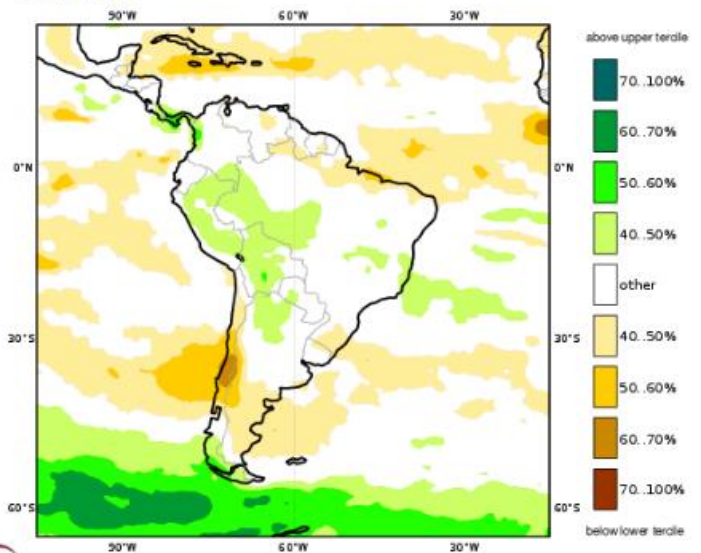 90°W 60°W 30°W
above upper tercile
70..100%
60..70%
0°N 0°N
50..60%
40..50%
other
30°S 30°S
40..50%
50..60%
60..70%
70..100%
60°S 60°S
below lower tercile
90°W 60°W 30°W